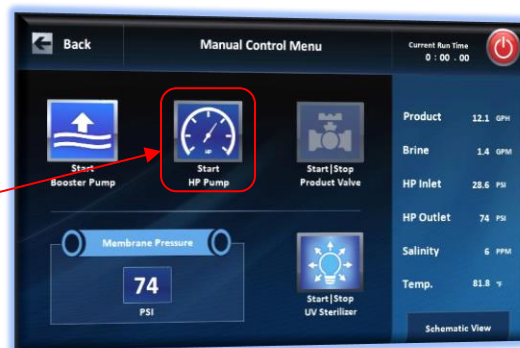 Back
Manual Control Menu
Current Run Time
0 : 00 . 00
Start
Booster Pump
HP
Start
HP Pump
Start|Stop
Product Valve
Product 12.1 GPH
Brine 1.4 GPM
HP Inlet 28.6 PSI
HP Outlet 74 PSI
Salinity 6 PPM
Temp. 81.8 °F
Membrane Pressure
74
PSI
Start|Stop
UV Sterilizer
Schematic View